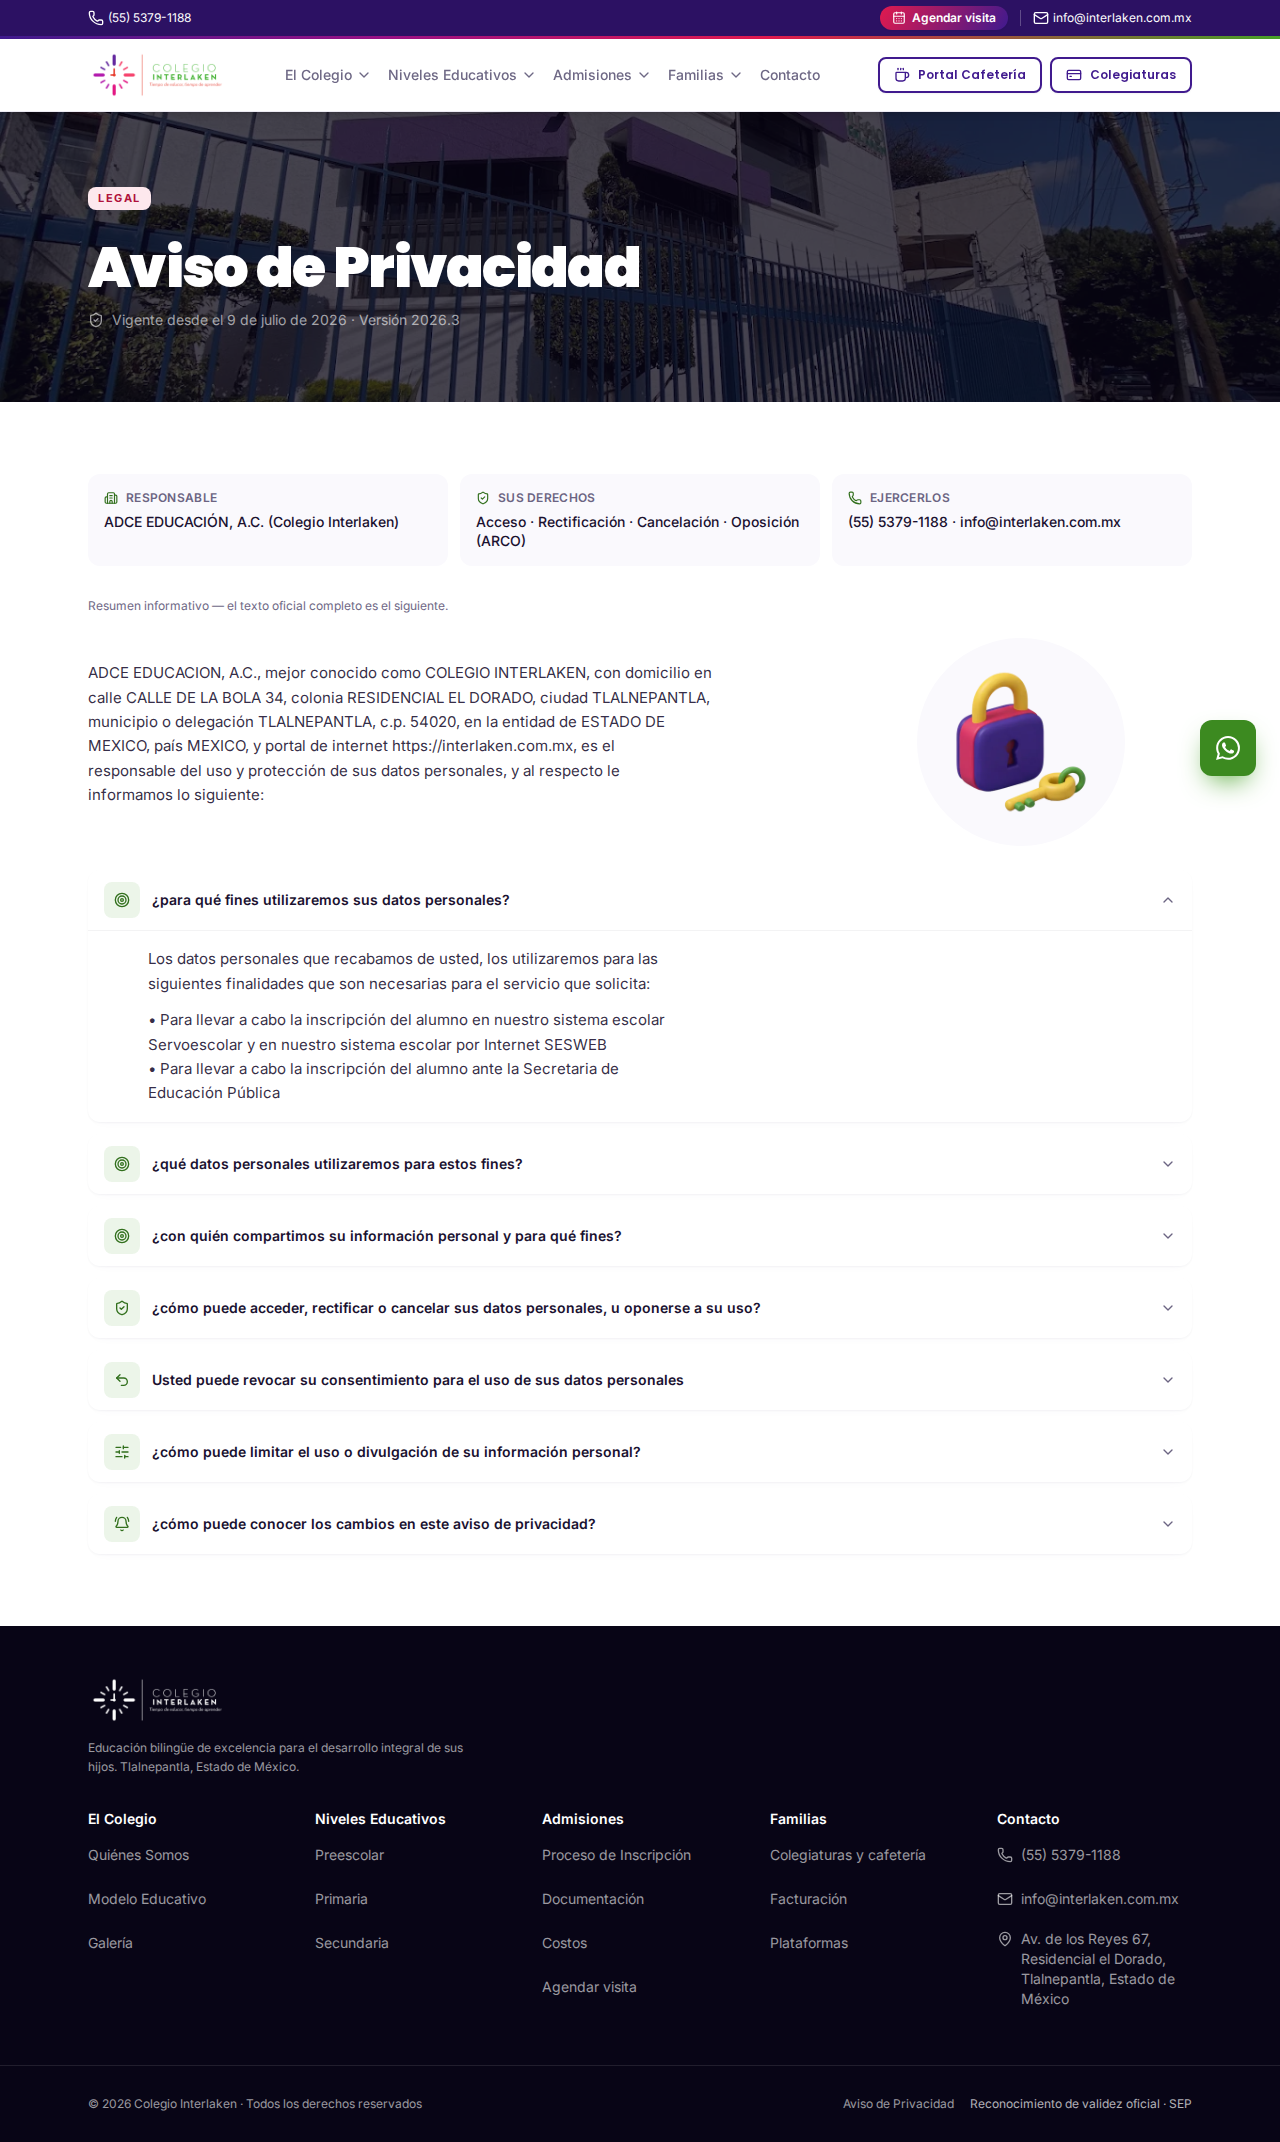 (55) 5379-1188
Agendar visita
info@interlaken.com.mx
COLEGIO
INTERLAKEN
Tiempo de educar, tiempo de aprender
El Colegio
Niveles Educativos
Admisiones
Familias
Contacto
Portal Cafetería
Colegiaturas
LEGAL
Aviso de Privacidad
Vigente desde el 9 de julio de 2026 · Versión 2026.3
RESPONSABLE
ADCE EDUCACIÓN, A.C. (Colegio Interlaken)
SUS DERECHOS
Acceso · Rectificación · Cancelación · Oposición
(ARCO)
EJERCERLOS
(55) 5379-1188 · info@interlaken.com.mx
Resumen informativo — el texto oficial completo es el siguiente.
ADCE EDUCACION, A.C., mejor conocido como COLEGIO INTERLAKEN, con domicilio en
calle CALLE DE LA BOLA 34, colonia RESIDENCIAL EL DORADO, ciudad TLALNEPANTLA,
municipio o delegación TLALNEPANTLA, c.p. 54020, en la entidad de ESTADO DE
MEXICO, país MEXICO, y portal de internet https://interlaken.com.mx, es el
responsable del uso y protección de sus datos personales, y al respecto le
informamos lo siguiente:
¿para qué fines utilizaremos sus datos personales?
Los datos personales que recabamos de usted, los utilizaremos para las
siguientes finalidades que son necesarias para el servicio que solicita:
• Para llevar a cabo la inscripción del alumno en nuestro sistema escolar
Servoescolar y en nuestro sistema escolar por Internet SESWEB
• Para llevar a cabo la inscripción del alumno ante la Secretaria de
Educación Pública
¿qué datos personales utilizaremos para estos fines?
¿con quién compartimos su información personal y para qué fines?
¿cómo puede acceder, rectificar o cancelar sus datos personales, u oponerse a su uso?
Usted puede revocar su consentimiento para el uso de sus datos personales
¿cómo puede limitar el uso o divulgación de su información personal?
¿cómo puede conocer los cambios en este aviso de privacidad?
COLEGIO
INTERLAKEN
Tiempo de educar, tiempo de aprender
Educación bilingüe de excelencia para el desarrollo integral de sus
hijos. Tlalnepantla, Estado de México.
El Colegio
Quiénes Somos
Modelo Educativo
Galería
Niveles Educativos
Preescolar
Primaria
Secundaria
Admisiones
Proceso de Inscripción
Documentación
Costos
Agendar visita
Familias
Colegiaturas y cafetería
Facturación
Plataformas
Contacto
(55) 5379-1188
info@interlaken.com.mx
Av. de los Reyes 67,
Residencial el Dorado,
Tlalnepantla, Estado de
México
© 2026 Colegio Interlaken · Todos los derechos reservados
Aviso de Privacidad
Reconocimiento de validez oficial · SEP